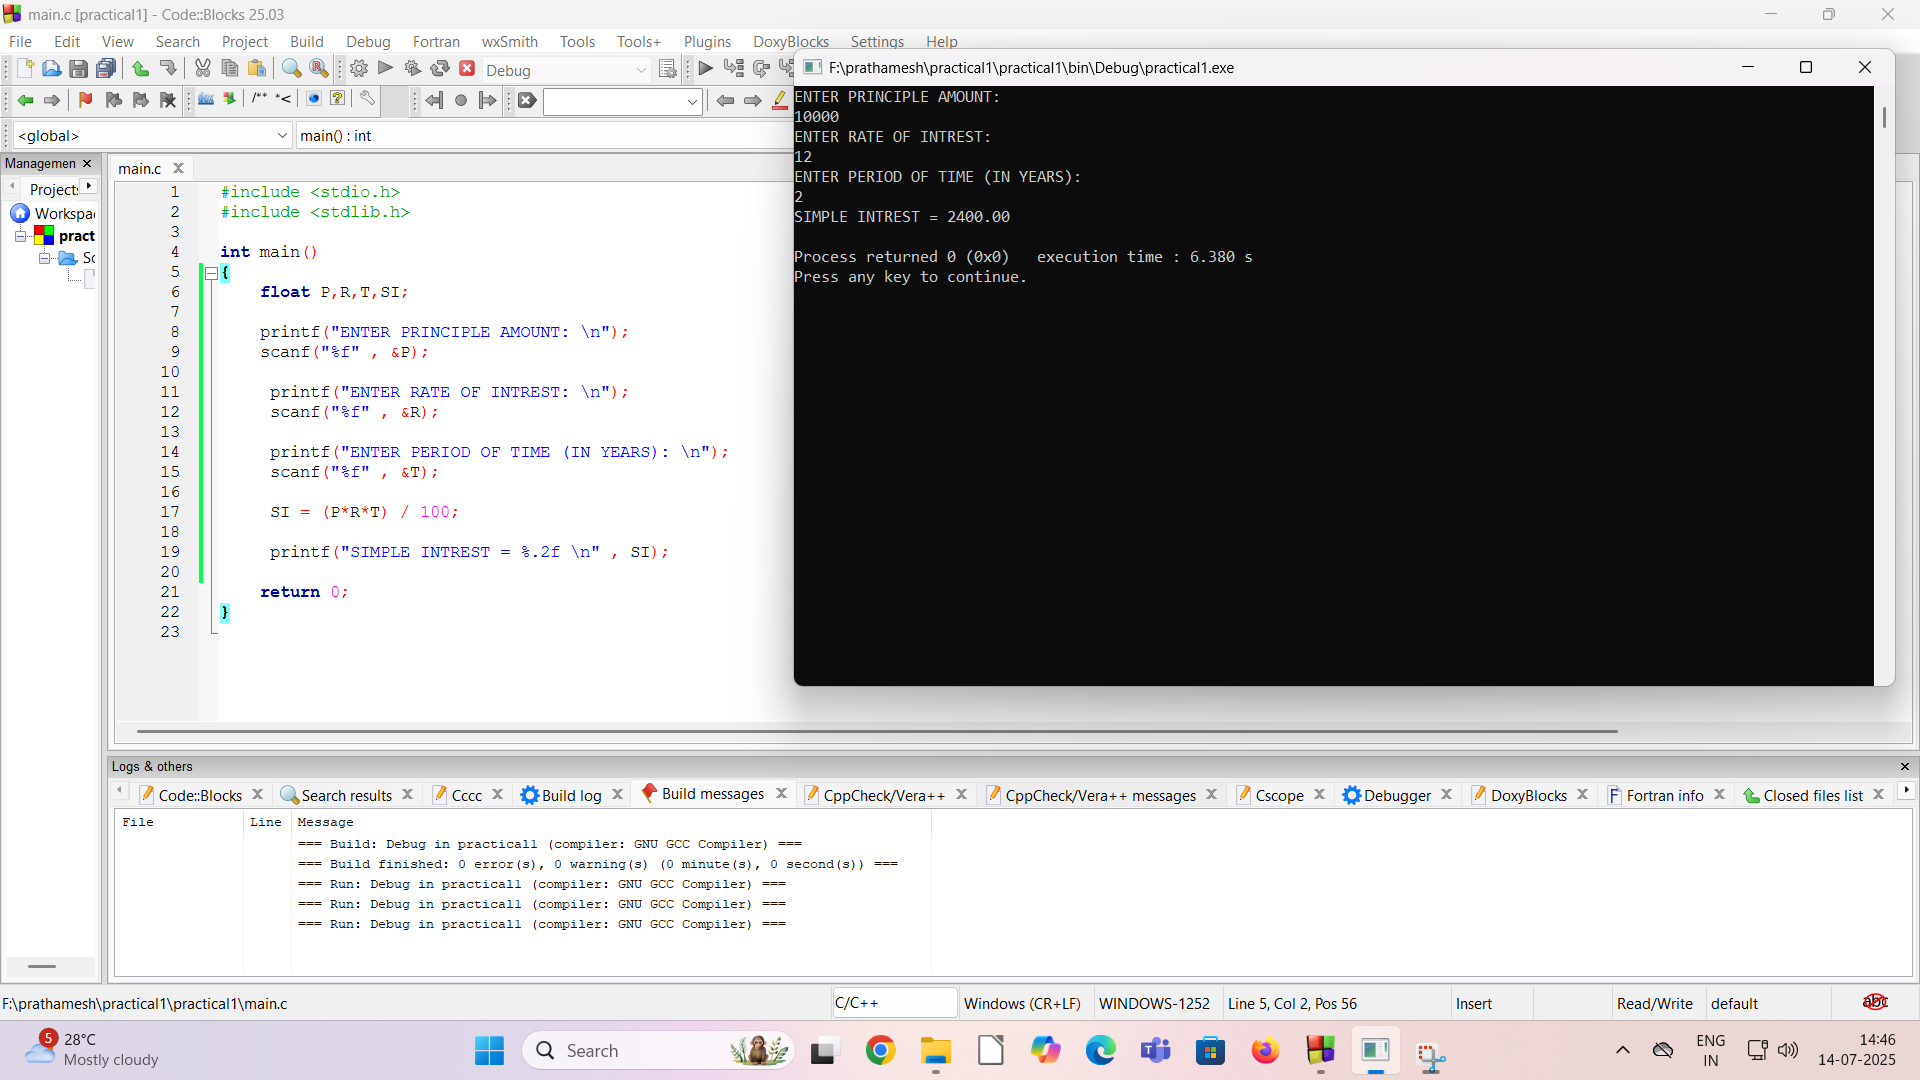 main.c [practical1] - Code::Blocks 25.03
File Edit View Search Project Build Debug Fortran wxSmith Tools Tools+ Plugins DoxyBlocks Settings Help
Debug
/** *<
<global>
main() : int
Managemen
Projects
Workspa
pract
Sc
main.c
1 #include <stdio.h>
2 #include <stdlib.h>
3
4 int main()
5 {
6 float P,R,T,SI;
7
8 printf("ENTER PRINCIPLE AMOUNT: \n");
9 scanf("%f" , &P);
10
11 printf("ENTER RATE OF INTREST: \n");
12 scanf("%f" , &R);
13
14 printf("ENTER PERIOD OF TIME (IN YEARS): \n");
15 scanf("%f" , &T);
16
17 SI = (P*R*T) / 100;
18
19 printf("SIMPLE INTREST = %.2f \n" , SI);
20
21 return 0;
22 }
23
F:\prathamesh\practical1\practical1\bin\Debug\practical1.exe
ENTER PRINCIPLE AMOUNT:
10000
ENTER RATE OF INTREST:
12
ENTER PERIOD OF TIME (IN YEARS):
2
SIMPLE INTREST = 2400.00
Process returned 0 (0x0) execution time : 6.380 s
Press any key to continue.
Logs & others
Code::Blocks Search results Cccc Build log Build messages CppCheck/Vera++ CppCheck/Vera++ messages Cscope Debugger DoxyBlocks Fortran info Closed files list
File Line Message
=== Build: Debug in practical1 (compiler: GNU GCC Compiler) ===
=== Build finished: 0 error(s), 0 warning(s) (0 minute(s), 0 second(s)) ===
=== Run: Debug in practical1 (compiler: GNU GCC Compiler) ===
=== Run: Debug in practical1 (compiler: GNU GCC Compiler) ===
=== Run: Debug in practical1 (compiler: GNU GCC Compiler) ===
F:\prathamesh\practical1\practical1\main.c C/C++ Windows (CR+LF) WINDOWS-1252 Line 5, Col 2, Pos 56 Insert Read/Write default abc
5
28°C
Mostly cloudy
Search
ENG
IN
14:46
14-07-2025